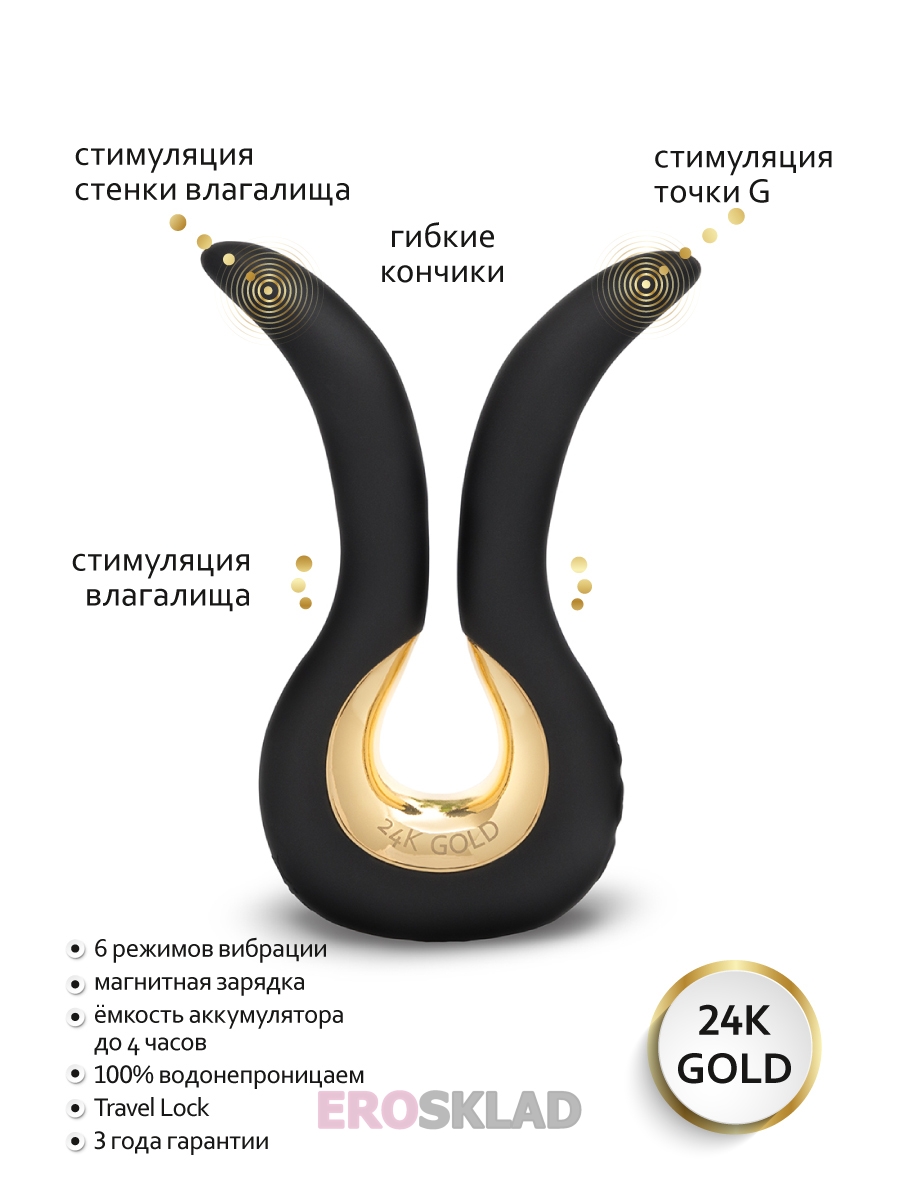 стимуляция
стенки влагалища
стимуляция
точки G
гибкие
кончики
стимуляция
влагалища
24K GOLD
6 режимов вибрации
магнитная зарядка
ёмкость аккумулятора
до 4 часов
100% водонепроницаем
Travel Lock
3 года гарантии
24K
GOLD
EROSKLAD